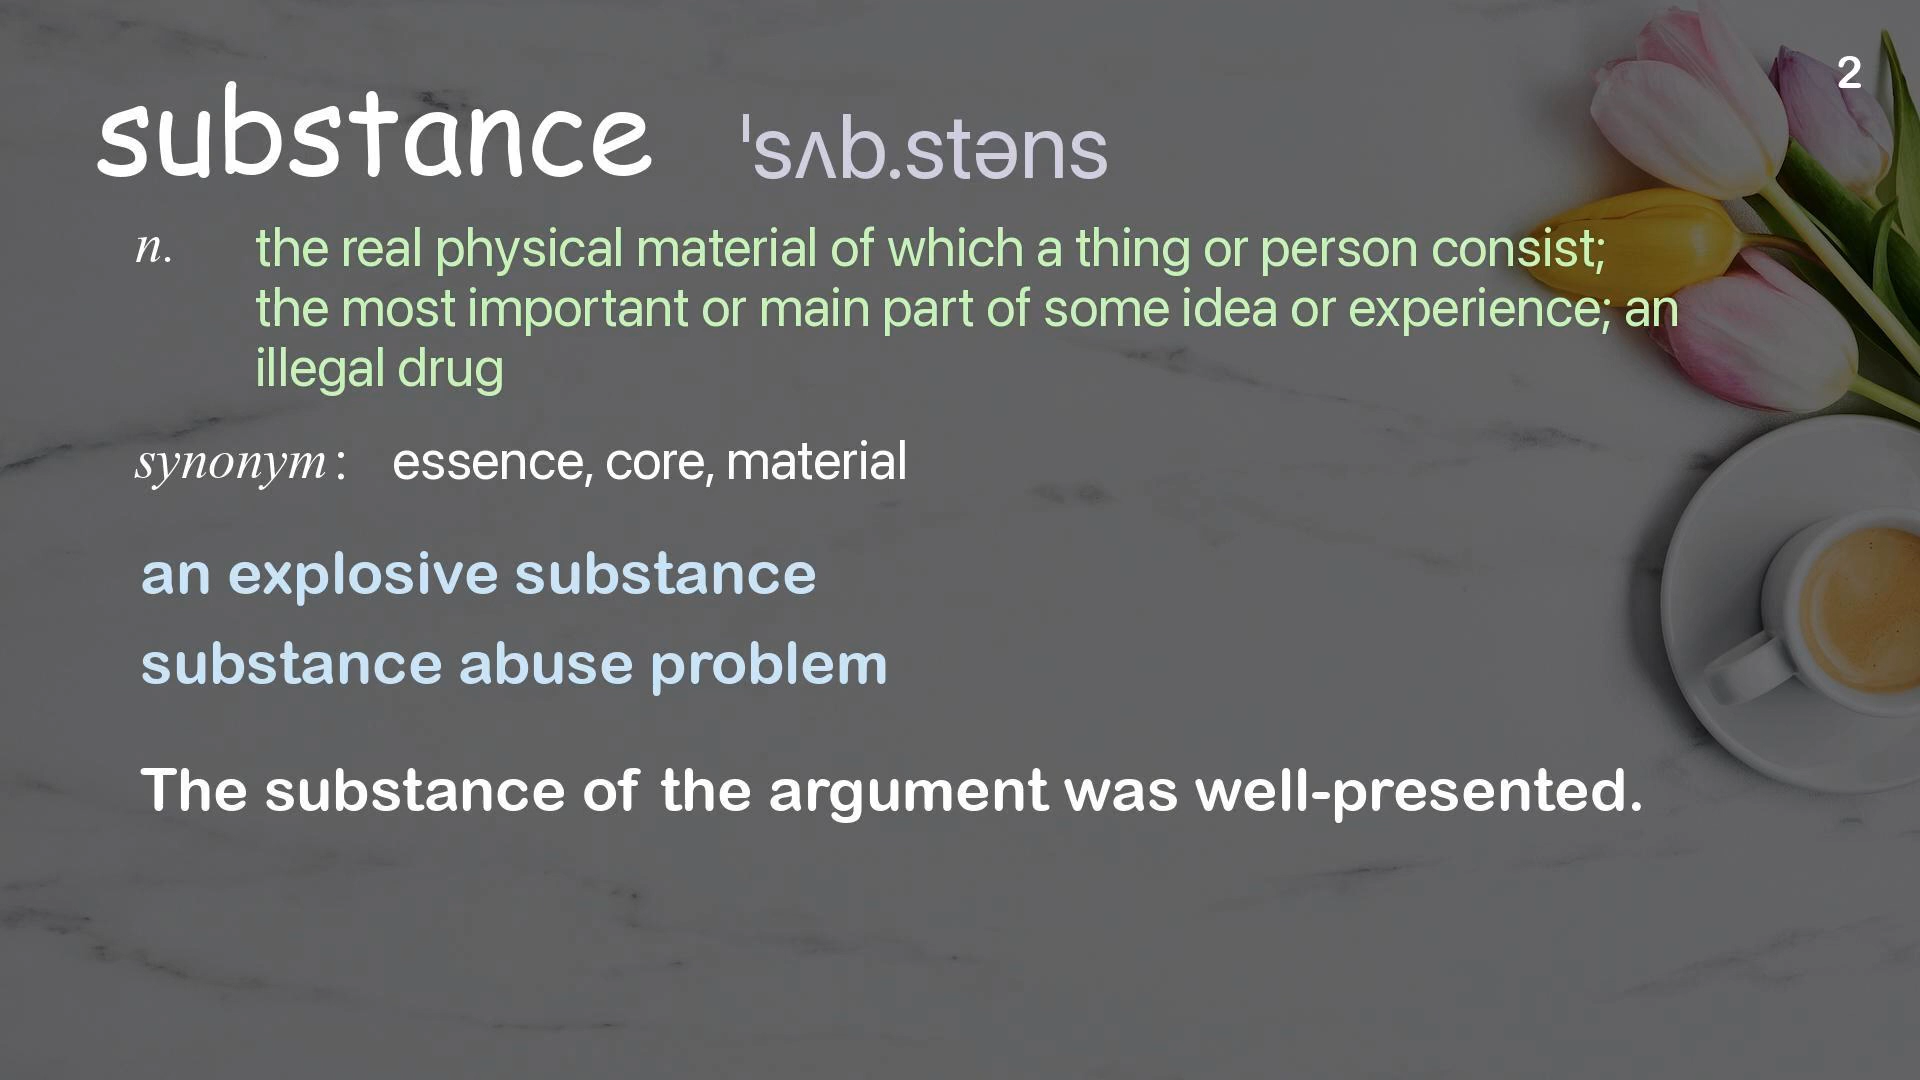 2
substance ˈsʌb.stəns
n. the real physical material of which a thing or person consist;
the most important or main part of some idea or experience; an
illegal drug
synonym: essence, core, material
an explosive substance
substance abuse problem
The substance of the argument was well-presented.